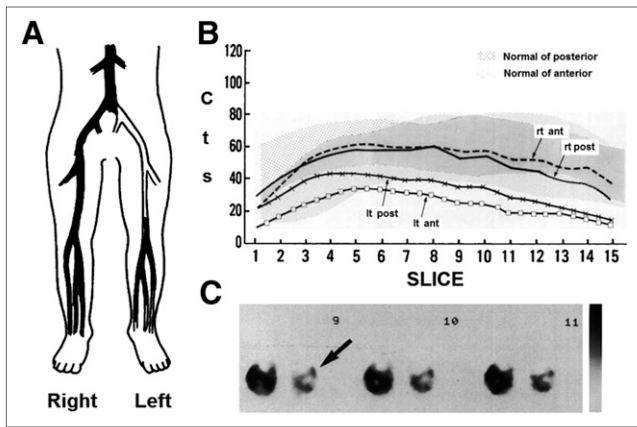 A
Right
Left
B
120
100
80
60
40
20
0
Cts
Normal of posterior
Normal of anterior
rt ant
rt post
lt post
lt ant
1 2 3 4 5 6 7 8 9 10 11 12 13 14 15
SLICE
C
9
10
11